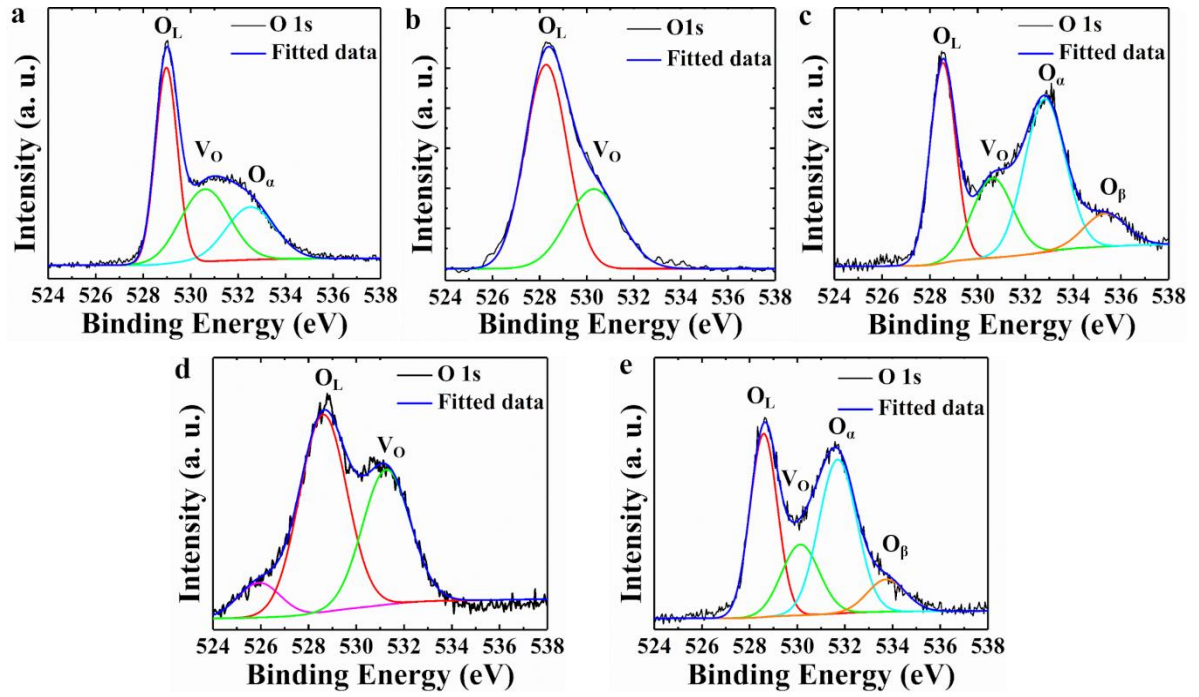 a
O_L
O 1s
Fitted data
V_O
O_α
Intensity (a. u.)
524 526 528 530 532 534 536 538
Binding Energy (eV)
b
O_L
O1s
Fitted data
V_O
Intensity (a. u.)
524 526 528 530 532 534 536 538
Binding Energy (eV)
c
O_L
O 1s
Fitted data
O_α
V_O
O_β
Intensity (a. u.)
524 526 528 530 532 534 536 538
Binding Energy (eV)
d
O_L
O 1s
Fitted data
V_O
Intensity (a. u.)
524 526 528 530 532 534 536 538
Binding Energy (eV)
e
O_L
O 1s
Fitted data
O_α
V_O
O_β
Intensity (a. u.)
524 526 528 530 532 534 536 538
Binding Energy (eV)